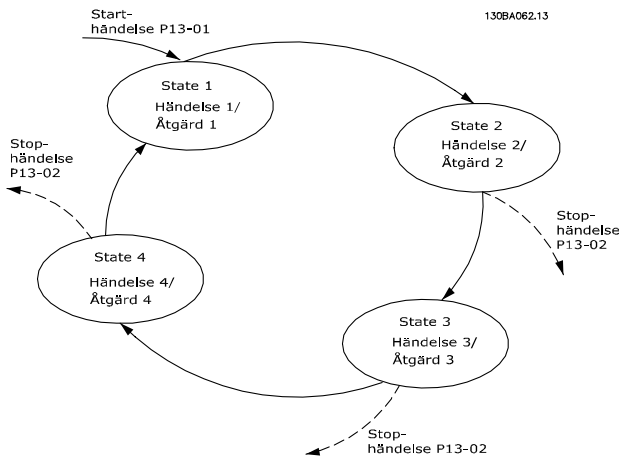 Start-
händelse P13-01
130BA062.13
State 1
Händelse 1/
Åtgärd 1
State 2
Händelse 2/
Åtgärd 2
Stop-
händelse
P13-02
Stop-
händelse
P13-02
State 4
Händelse 4/
Åtgärd 4
State 3
Händelse 3/
Åtgärd 3
Stop-
händelse P13-02